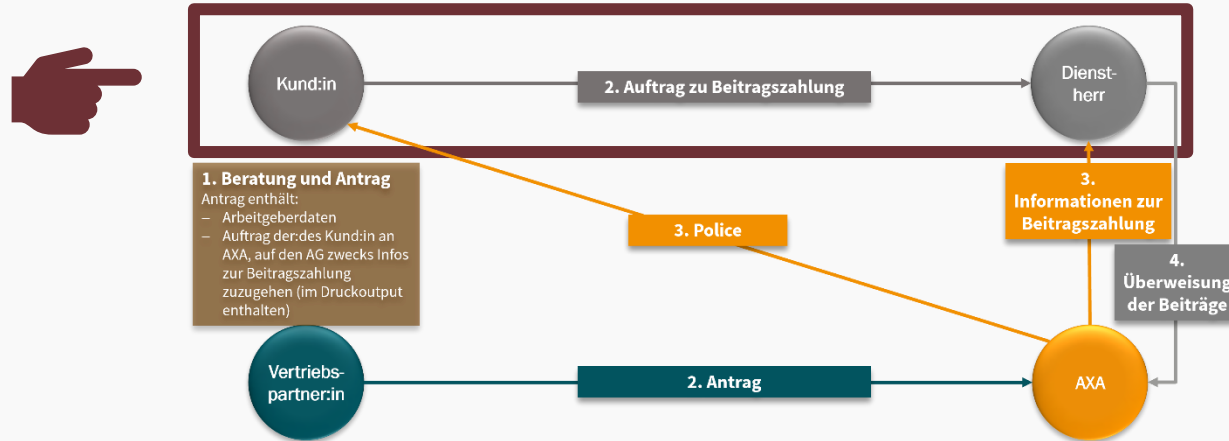 Kund:in
2. Auftrag zu Beitragszahlung
Dienst-
herr
1. Beratung und Antrag
Antrag enthält:
– Arbeitgeberdaten
– Auftrag der:des Kund:in an
AXA, auf den AG zwecks Infos
zur Beitragszahlung
zuzugehen (im Druckoutput
enthalten)
3. Police
3.
Informationen zur
Beitragszahlung
4.
Überweisung
der Beiträge
Vertriebs-
partner:in
2. Antrag
AXA